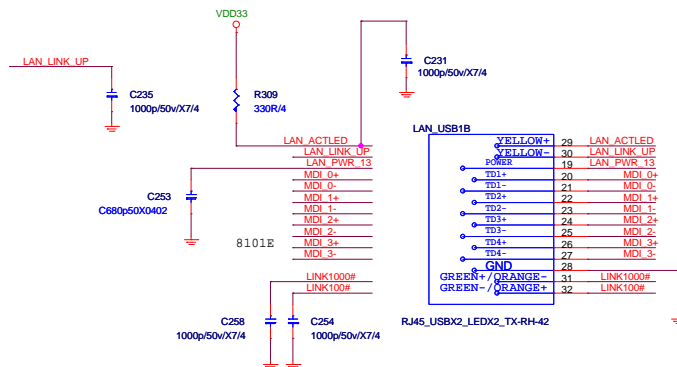 VDD33
LAN_LINK_UP
C235
1000p/50v/X7/4
R309
330R/4
C231
1000p/50v/X7/4
LAN_USB1B
LAN_ACTLED YELLOW+ 29 LAN_ACTLED
LAN_LINK_UP YELLOW- 30 LAN_LINK_UP
LAN_PWR_13 POWER 19 LAN_PWR_13
MDI_0+ TD1+ 20 MDI_0+
MDI_0- TD1- 21 MDI_0-
MDI_1+ TD2+ 22 MDI_1+
MDI_1- TD2- 23 MDI_1-
MDI_2+ TD3+ 24 MDI_2+
MDI_2- TD3- 25 MDI_2-
MDI_3+ TD4+ 26 MDI_3+
MDI_3- TD4- 27 MDI_3-
GND 28
LINK1000# GREEN+/ORANGE- 31 LINK1000#
LINK100# GREEN-/ORANGE+ 32 LINK100#
C253
C680p50X0402
8101E
C258
1000p/50v/X7/4
C254
1000p/50v/X7/4
RJ45_USBX2_LEDX2_TX-RH-42